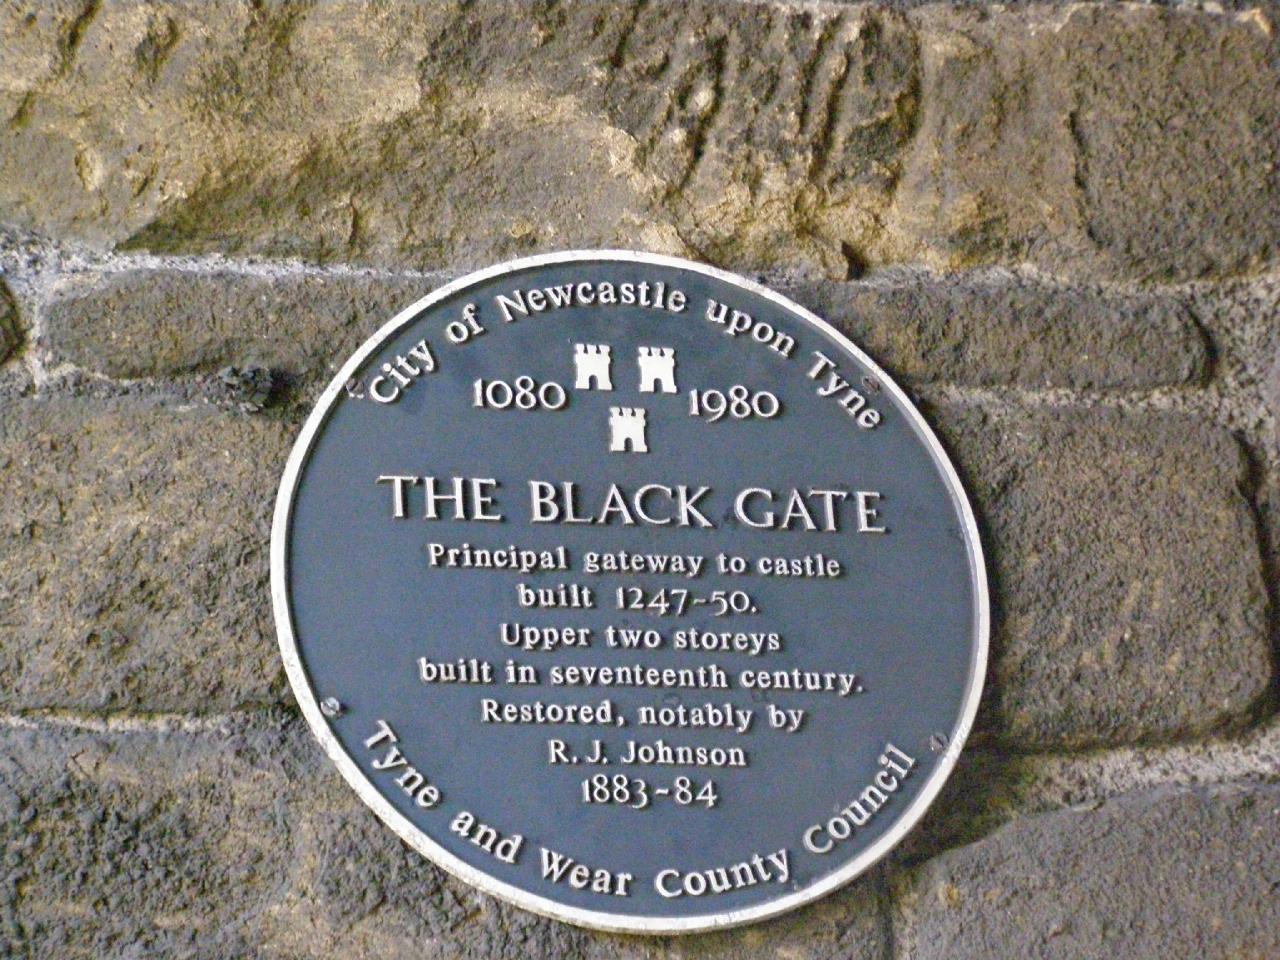 City of Newcastle upon Tyne
1080 1980
THE BLACK GATE
Principal gateway to castle
built 1247-50.
Upper two storeys
built in seventeenth century.
Restored, notably by
R. J. Johnson
1883-84
Tyne and Wear County Council